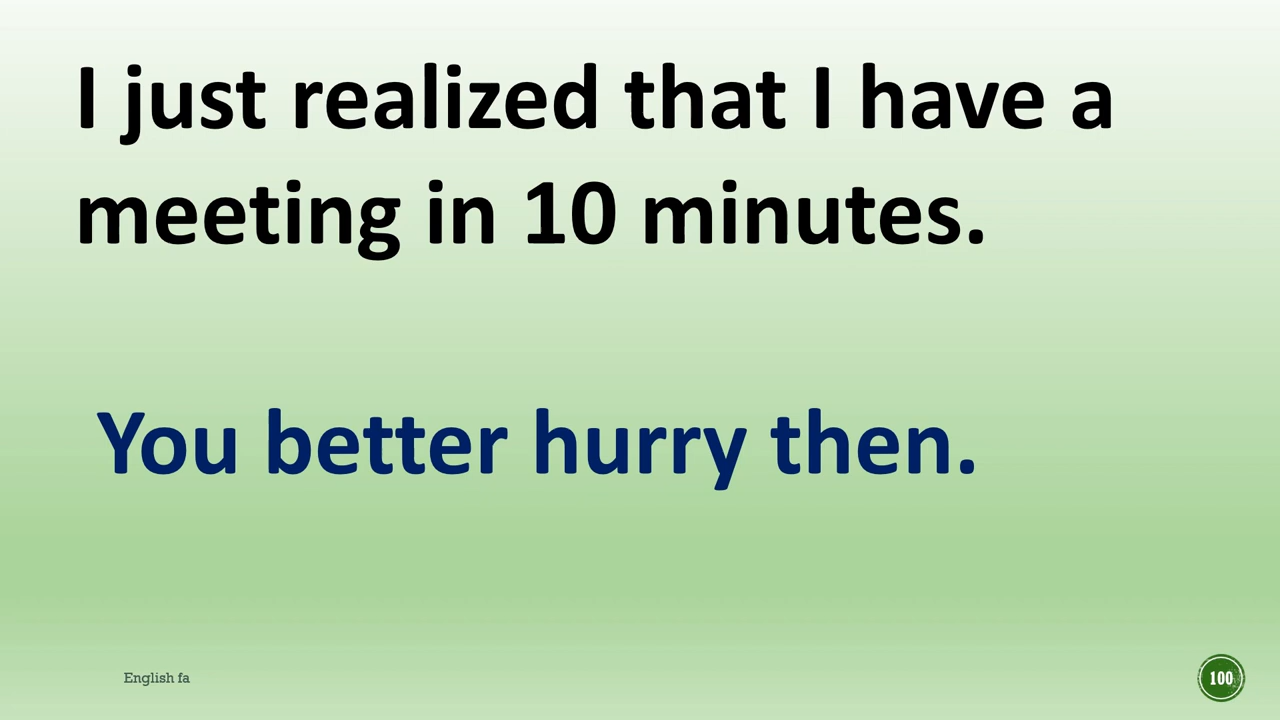 I just realized that I have a
meeting in 10 minutes.
You better hurry then.
English fa
100